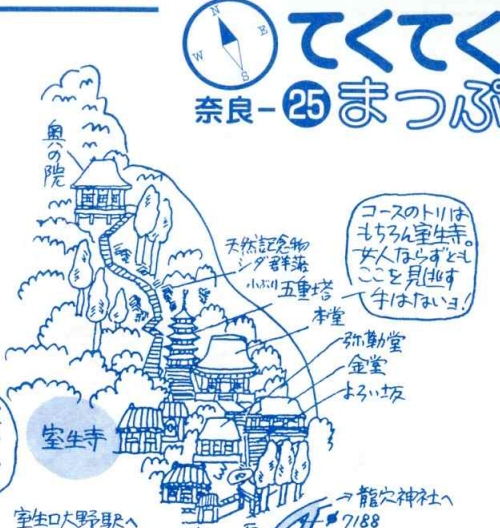 てくてく
奈良-25 まっぷ
N
E
W
S
奥の院
天然記念物
シダ群落
小ぶり 五重塔
本堂
弥勒堂
金堂
よろい坂
コースのトリは
もちろん室生寺。
女人ならずとも
ここを見逃す
手はないョ!
室生寺
室生口大野駅へ
→龍穴神社へ
7188